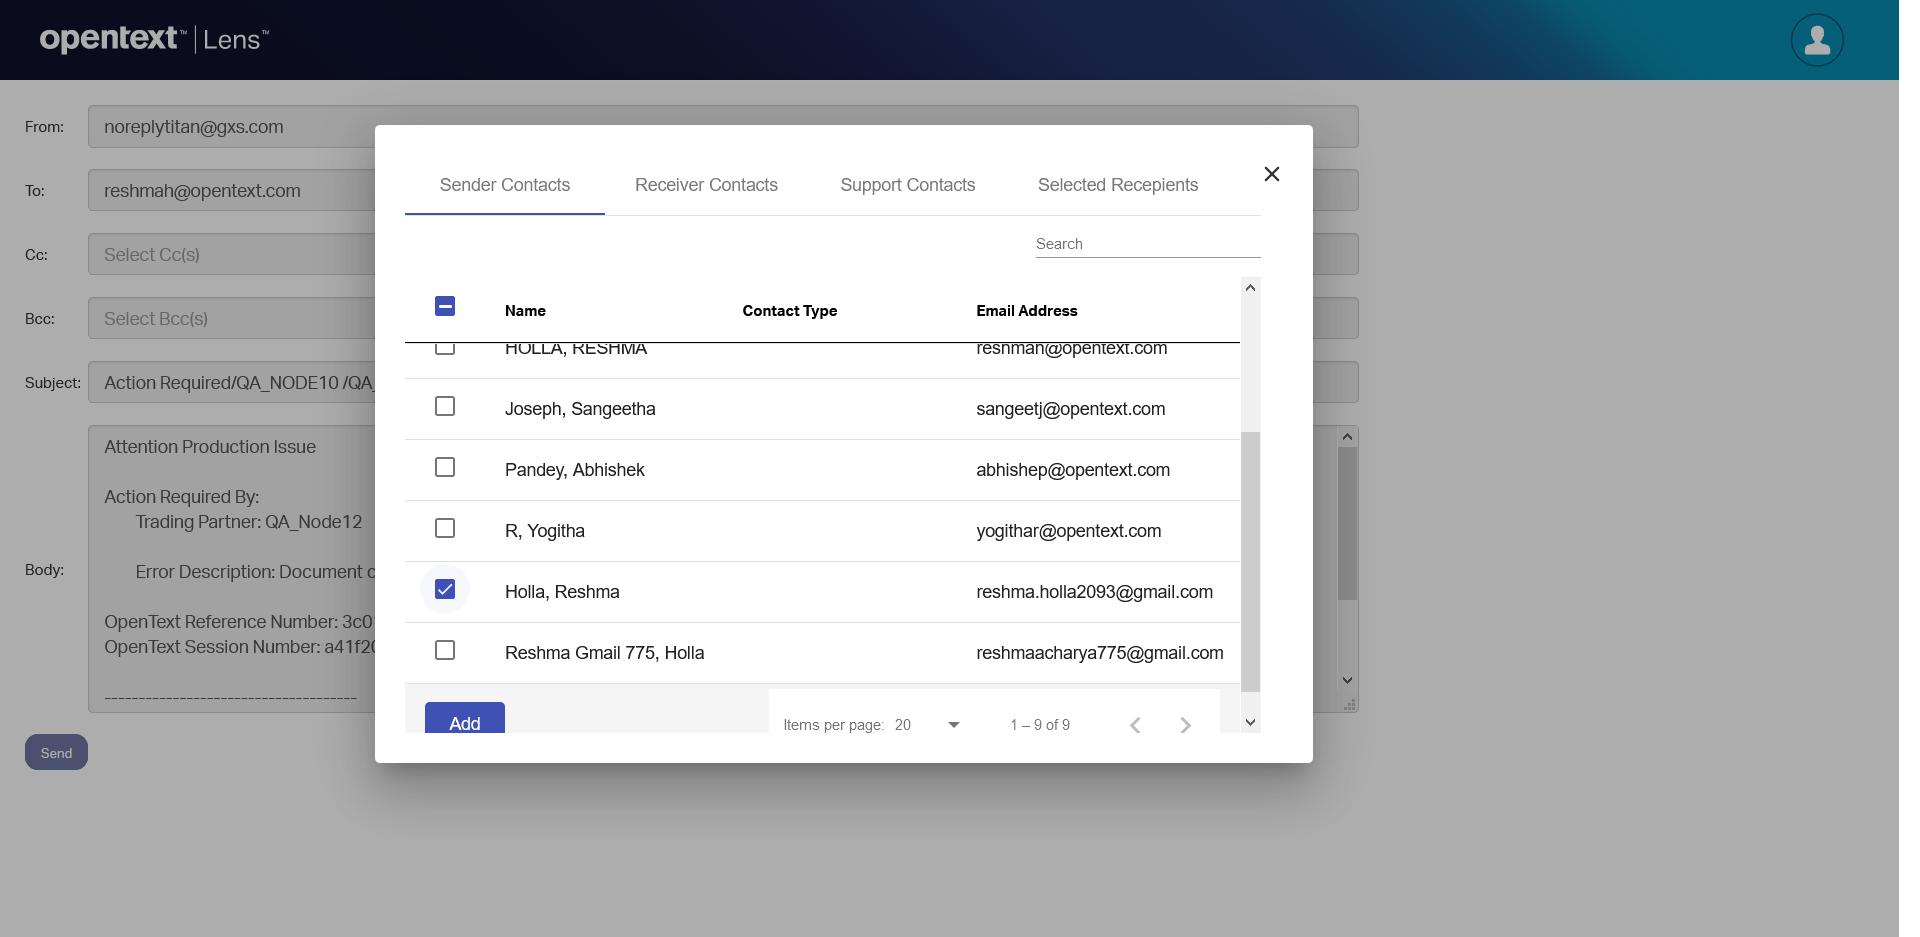 opentext™ | Lens™
From: noreplytitan@gxs.com
To: reshmah@opentext.com
Cc: Select Cc(s)
Bcc: Select Bcc(s)
Subject: Action Required/QA_NODE10 /QA_
Body:
Attention Production Issue
Action Required By:
Trading Partner: QA_Node12
Error Description: Document
OpenText Reference Number: 3c0
OpenText Session Number: a41f2
-------------------------------------
Send
Sender Contacts Receiver Contacts Support Contacts Selected Recepients
Search
Name Contact Type Email Address
HOLLA, RESHMA reshmah@opentext.com
Joseph, Sangeetha sangeetj@opentext.com
Pandey, Abhishek abhishep@opentext.com
R, Yogitha yogithar@opentext.com
Holla, Reshma reshma.holla2093@gmail.com
Reshma Gmail 775, Holla reshmaacharya775@gmail.com
Add Items per page: 20 1 – 9 of 9